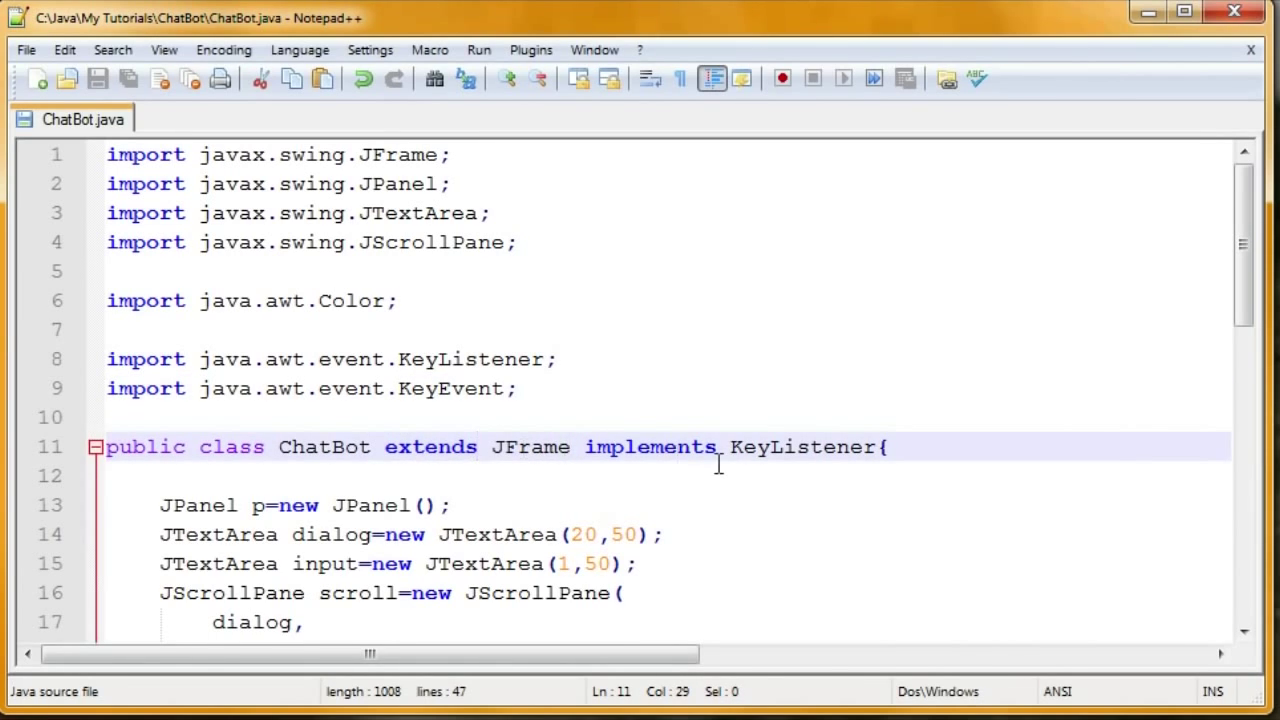 C:\Java\My Tutorials\ChatBot\ChatBot.java - Notepad++
File Edit Search View Encoding Language Settings Macro Run Plugins Window ? X
ABC
ChatBot.java
1 import javax.swing.JFrame;
2 import javax.swing.JPanel;
3 import javax.swing.JTextArea;
4 import javax.swing.JScrollPane;
5
6 import java.awt.Color;
7
8 import java.awt.event.KeyListener;
9 import java.awt.event.KeyEvent;
10
11 public class ChatBot extends JFrame implements KeyListener{
12
13 JPanel p=new JPanel();
14 JTextArea dialog=new JTextArea(20,50);
15 JTextArea input=new JTextArea(1,50);
16 JScrollPane scroll=new JScrollPane(
17 dialog,
Java source file length : 1008 lines : 47 Ln : 11 Col : 29 Sel : 0 Dos\Windows ANSI INS